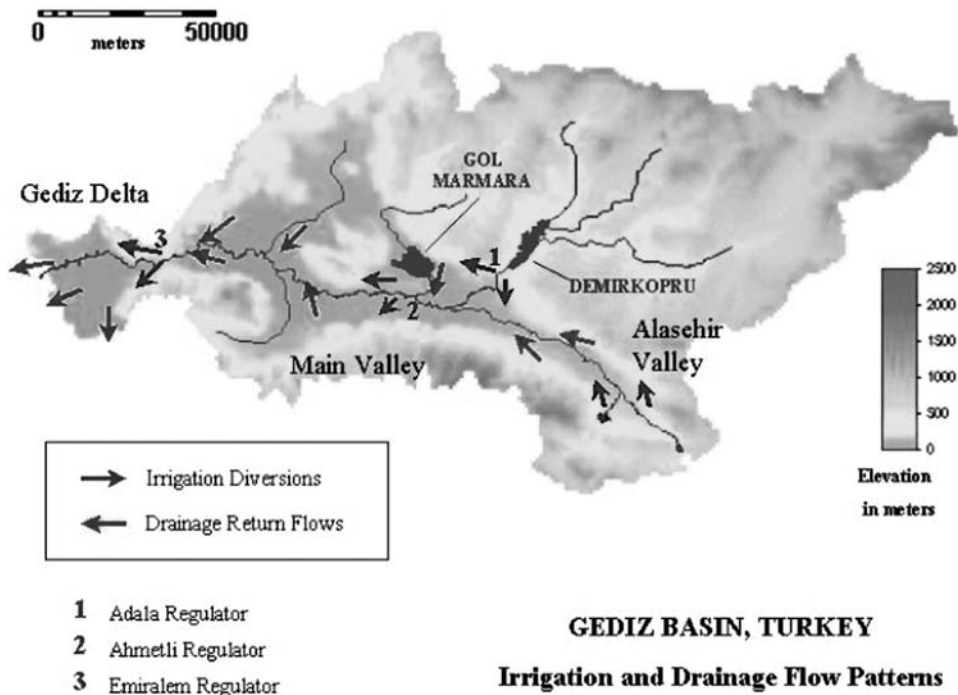 0 50000
meters
GOL
MARMARA
Gediz Delta
3
1
DEMIRKOPRU
2
Alasehir
Valley
Main Valley
2500
2000
1500
1000
500
0
Elevation
in meters
Irrigation Diversions
Drainage Return Flows
1 Adala Regulator
2 Ahmetli Regulator
3 Emiralem Regulator
GEDIZ BASIN, TURKEY
Irrigation and Drainage Flow Patterns